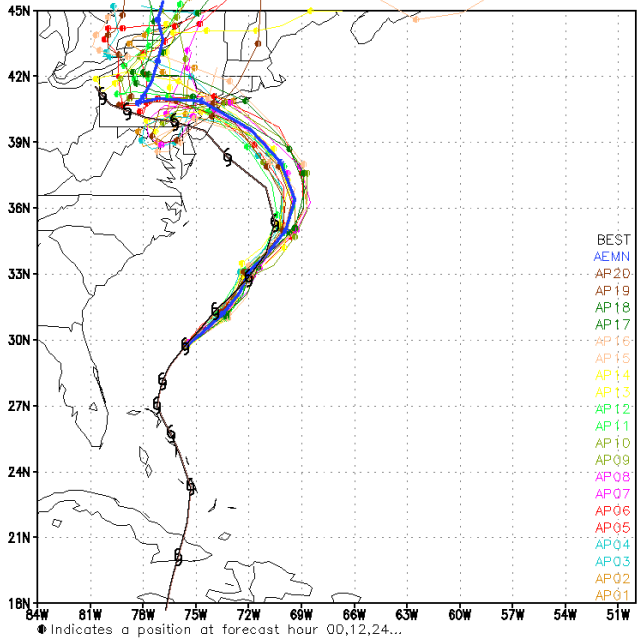 45N
42N
39N
36N
33N
30N
27N
24N
21N
18N
BEST
AEMN
AP20
AP19
AP18
AP17
AP16
AP15
AP14
AP13
AP12
AP11
AP10
AP09
AP08
AP07
AP06
AP05
AP04
AP03
AP02
AP01
84W 81W 78W 75W 72W 69W 66W 63W 60W 57W 54W 51W
Indicates a position at forecast hour 00,12,24...